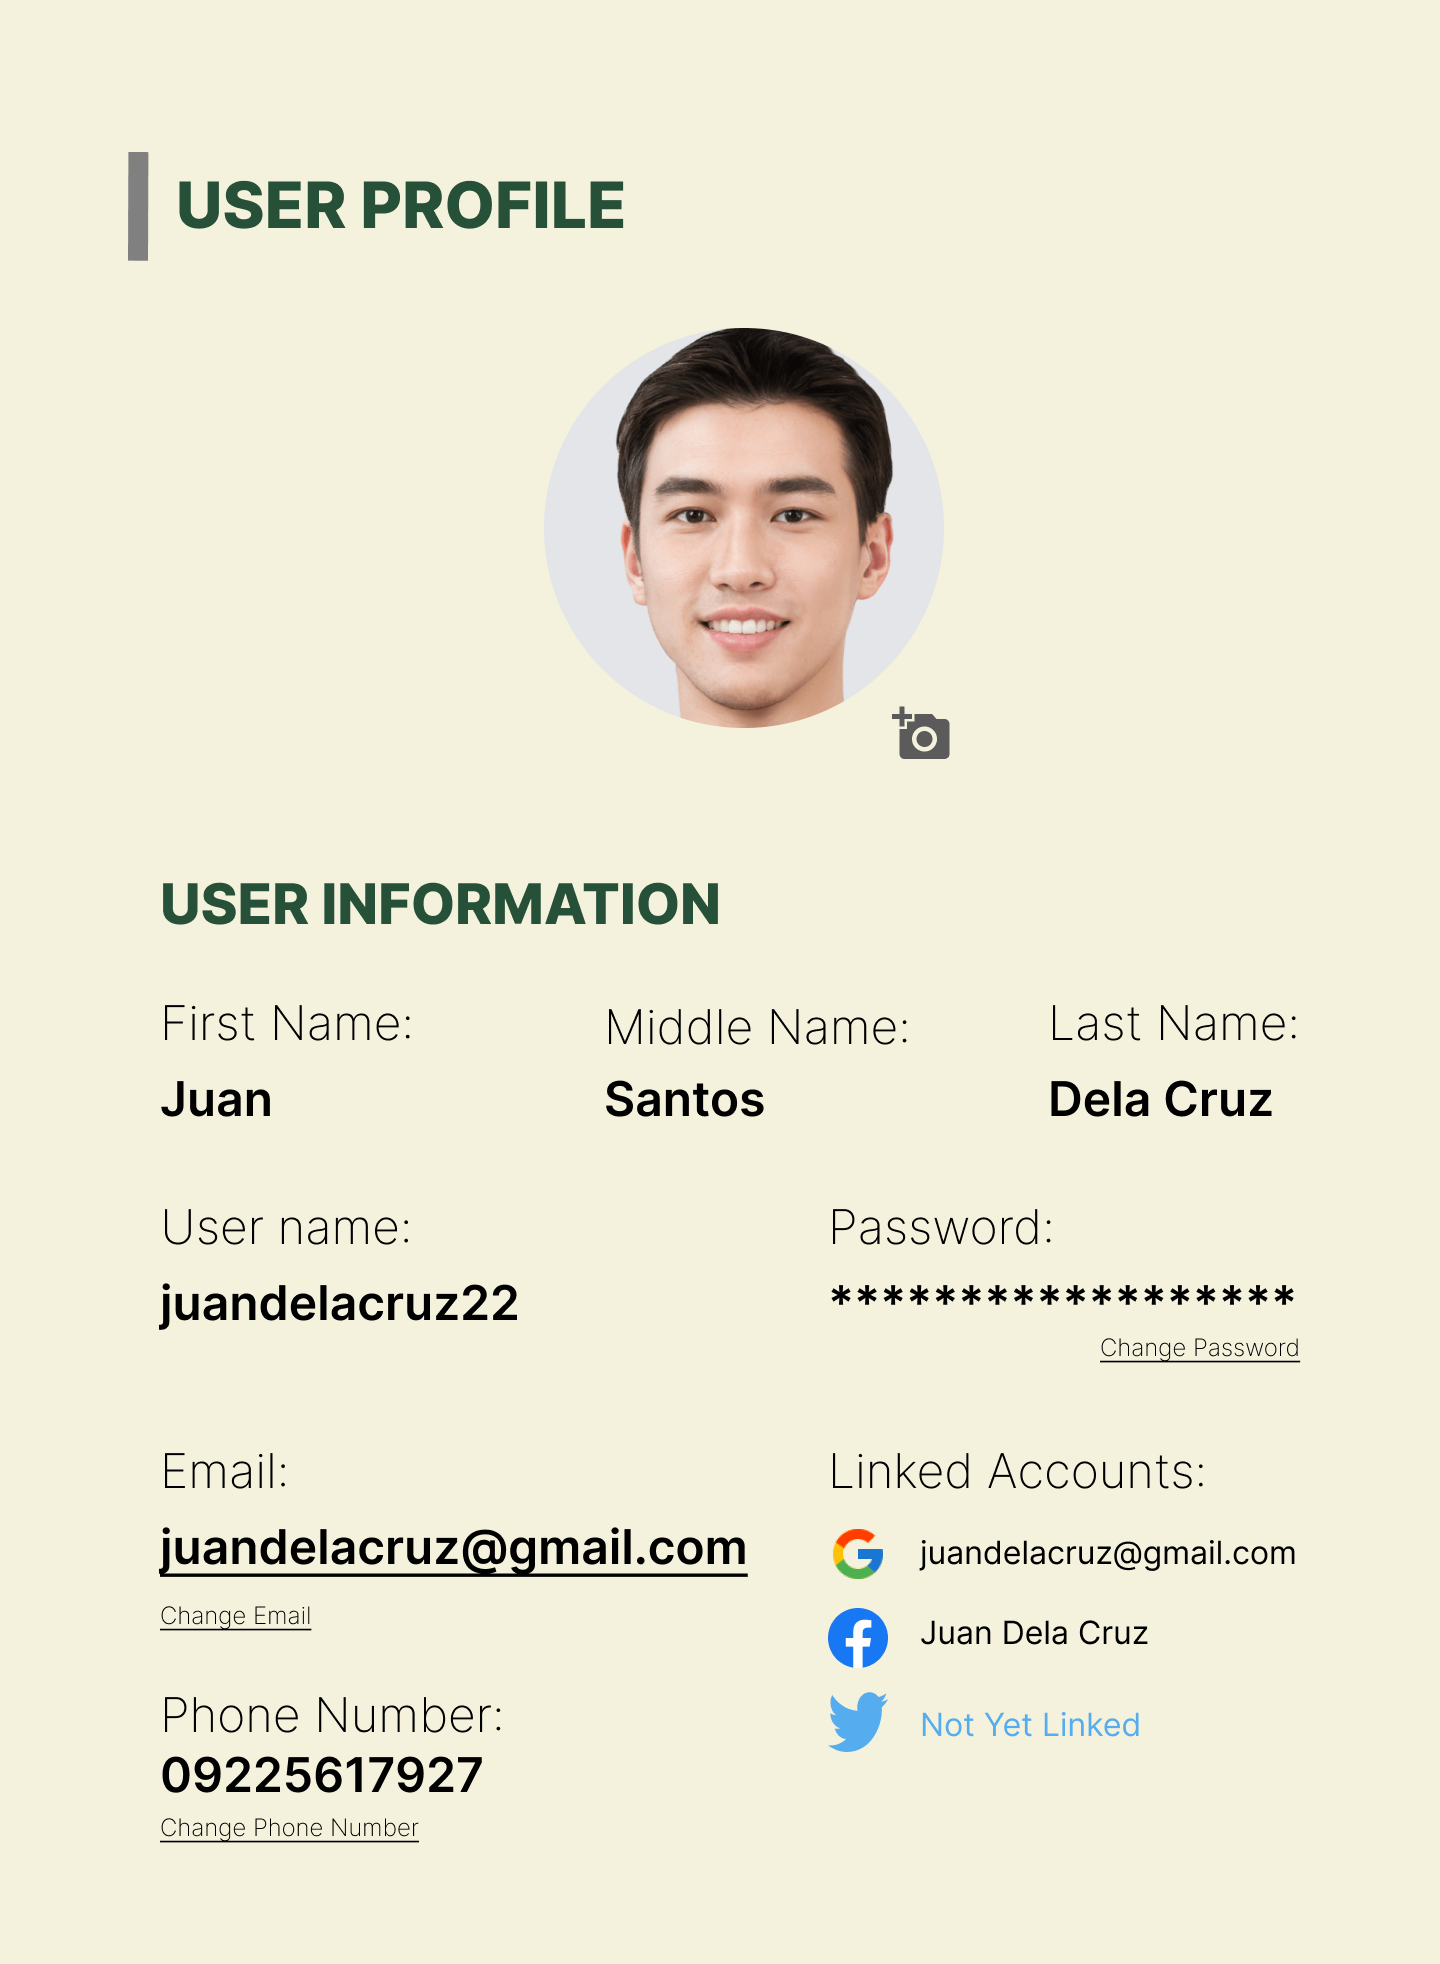 USER PROFILE
USER INFORMATION
First Name:
Middle Name:
Last Name:
Juan
Santos
Dela Cruz
User name:
Password:
juandelacruz22
******************
Change Password
Email:
Linked Accounts:
juandelacruz@gmail.com
juandelacruz@gmail.com
Change Email
Juan Dela Cruz
Phone Number:
Not Yet Linked
09225617927
Change Phone Number